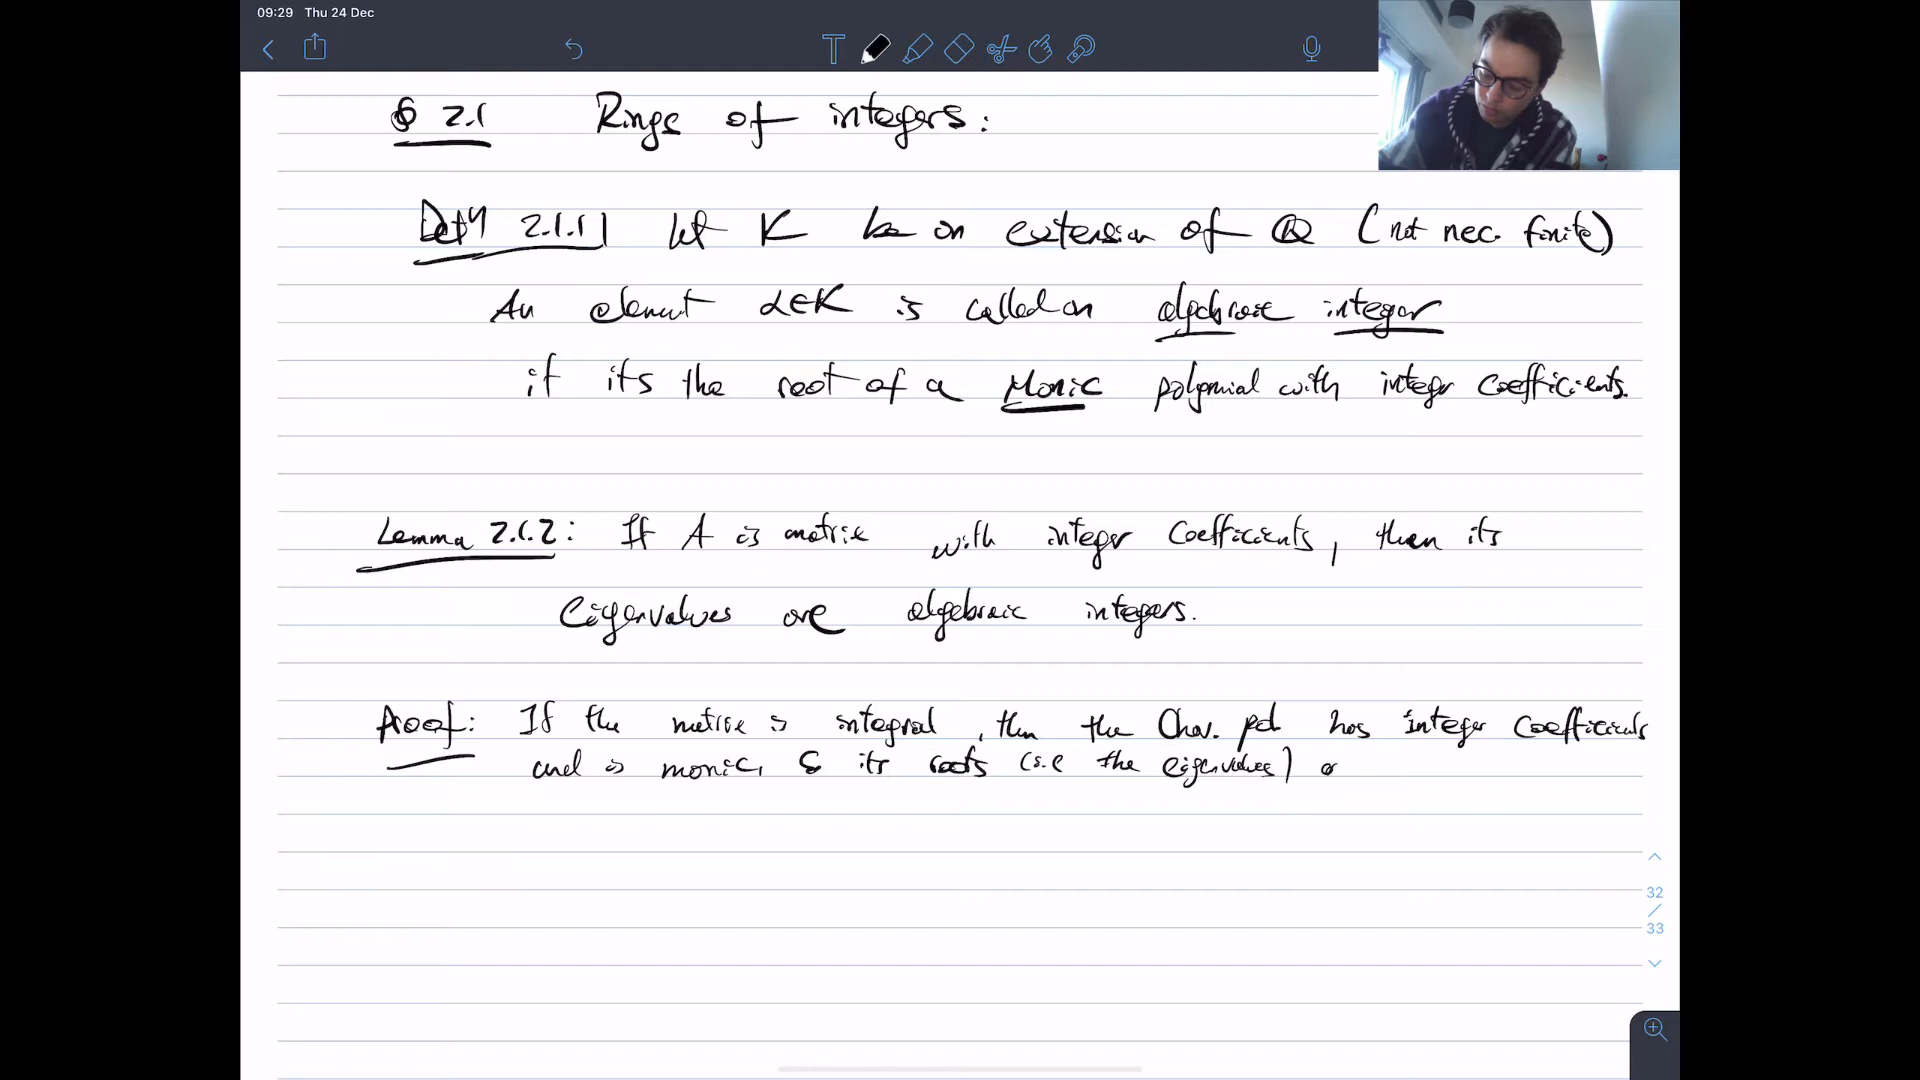 09:29 Thu 24 Dec
§ 2.1 Rings of integers:
Defn 2.1.1 let K be an extension of Q (not nec. finite)
An element α∈K is called an algebraic integer
if its the root of a Monic polynomial with integer coefficients.
Lemma 2.1.2: If A is matrix with integer coefficients, then its
eigenvalues are algebraic integers.
Proof: If the matrix is integral, then the Char. pol has integer coefficients
and is monic, & its roots (i.e the eigenvalues) a
32
/
33